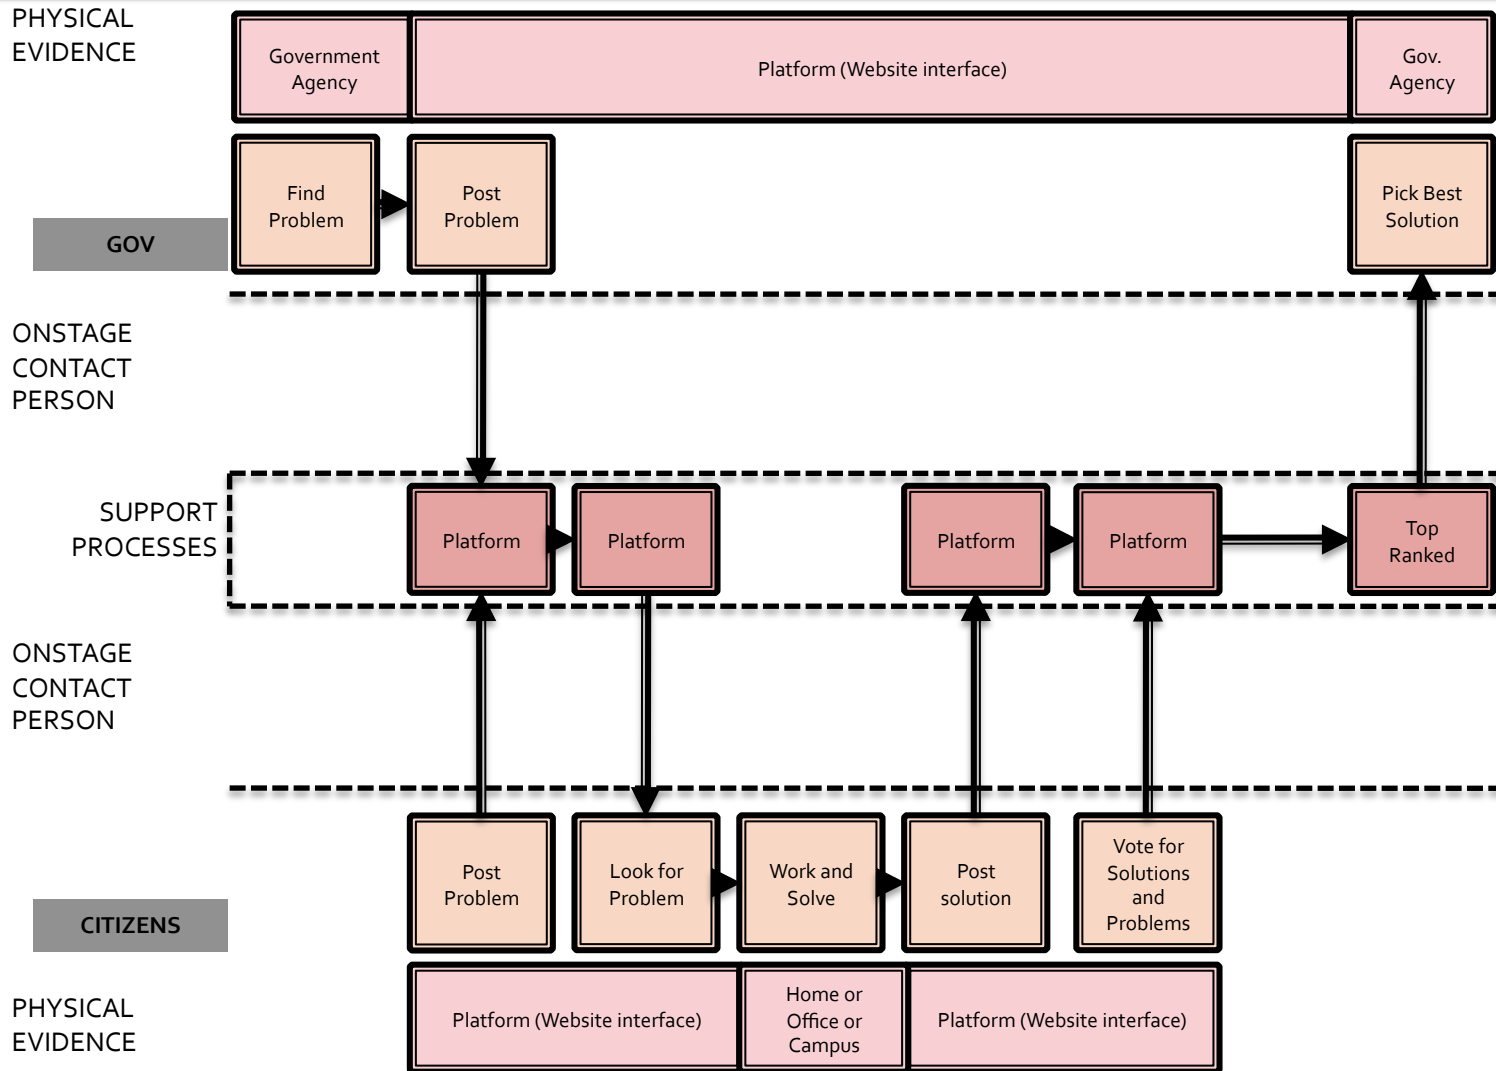 PHYSICAL
EVIDENCE
Government
Agency
Platform (Website interface)
Gov.
Agency
GOV
Find
Problem
Post
Problem
Pick Best
Solution
ONSTAGE
CONTACT
PERSON
SUPPORT
PROCESSES
Platform
Platform
Platform
Platform
Top
Ranked
ONSTAGE
CONTACT
PERSON
CITIZENS
Post
Problem
Look for
Problem
Work and
Solve
Post
solution
Vote for
Solutions
and
Problems
PHYSICAL
EVIDENCE
Platform (Website interface)
Home or
Office or
Campus
Platform (Website interface)